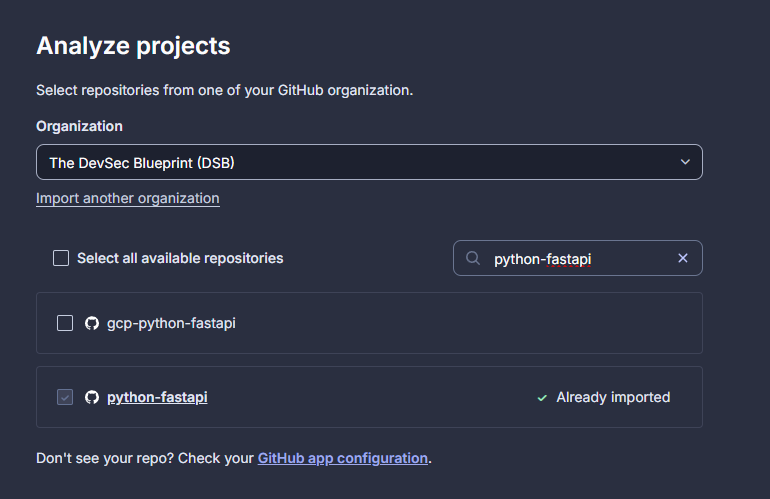 Analyze projects
Select repositories from one of your GitHub organization.
Organization
The DevSec Blueprint (DSB)
Import another organization
Select all available repositories
python-fastapi
gcp-python-fastapi
python-fastapi
Already imported
Don't see your repo? Check your GitHub app configuration.